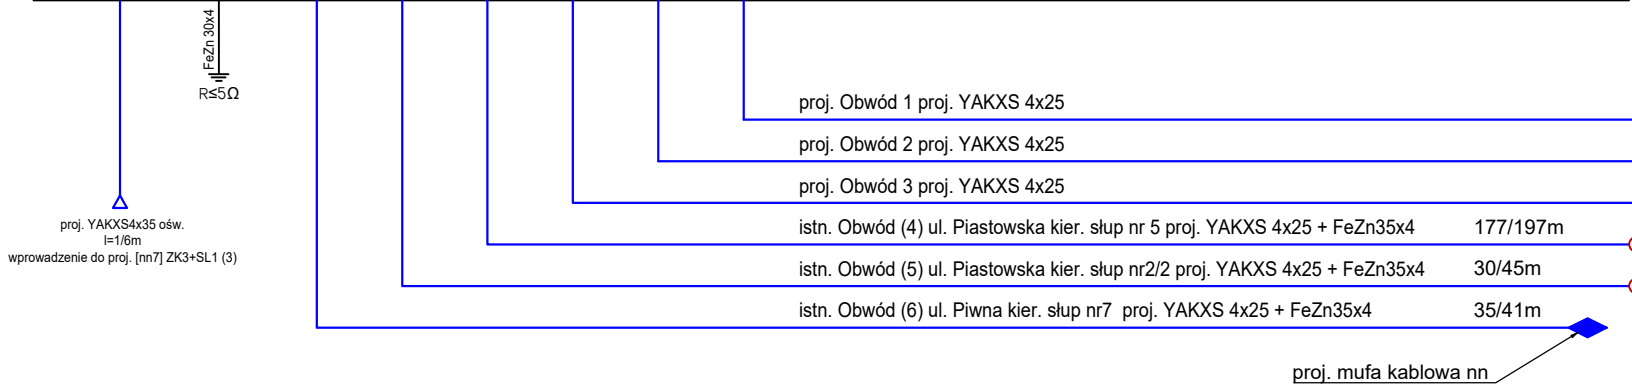 FeZn 30x4
R≤5Ω
proj. Obwód 1 proj. YAKXS 4x25
proj. Obwód 2 proj. YAKXS 4x25
proj. Obwód 3 proj. YAKXS 4x25
istn. Obwód (4) ul. Piastowska kier. słup nr 5 proj. YAKXS 4x25 + FeZn35x4 177/197m
istn. Obwód (5) ul. Piastowska kier. słup nr2/2 proj. YAKXS 4x25 + FeZn35x4 30/45m
istn. Obwód (6) ul. Piwna kier. słup nr7 proj. YAKXS 4x25 + FeZn35x4 35/41m
proj. YAKXS4x35 ośw.
l=1/6m
wprowadzenie do proj. [nn7] ZK3+SL1 (3)
proj. mufa kablowa nn